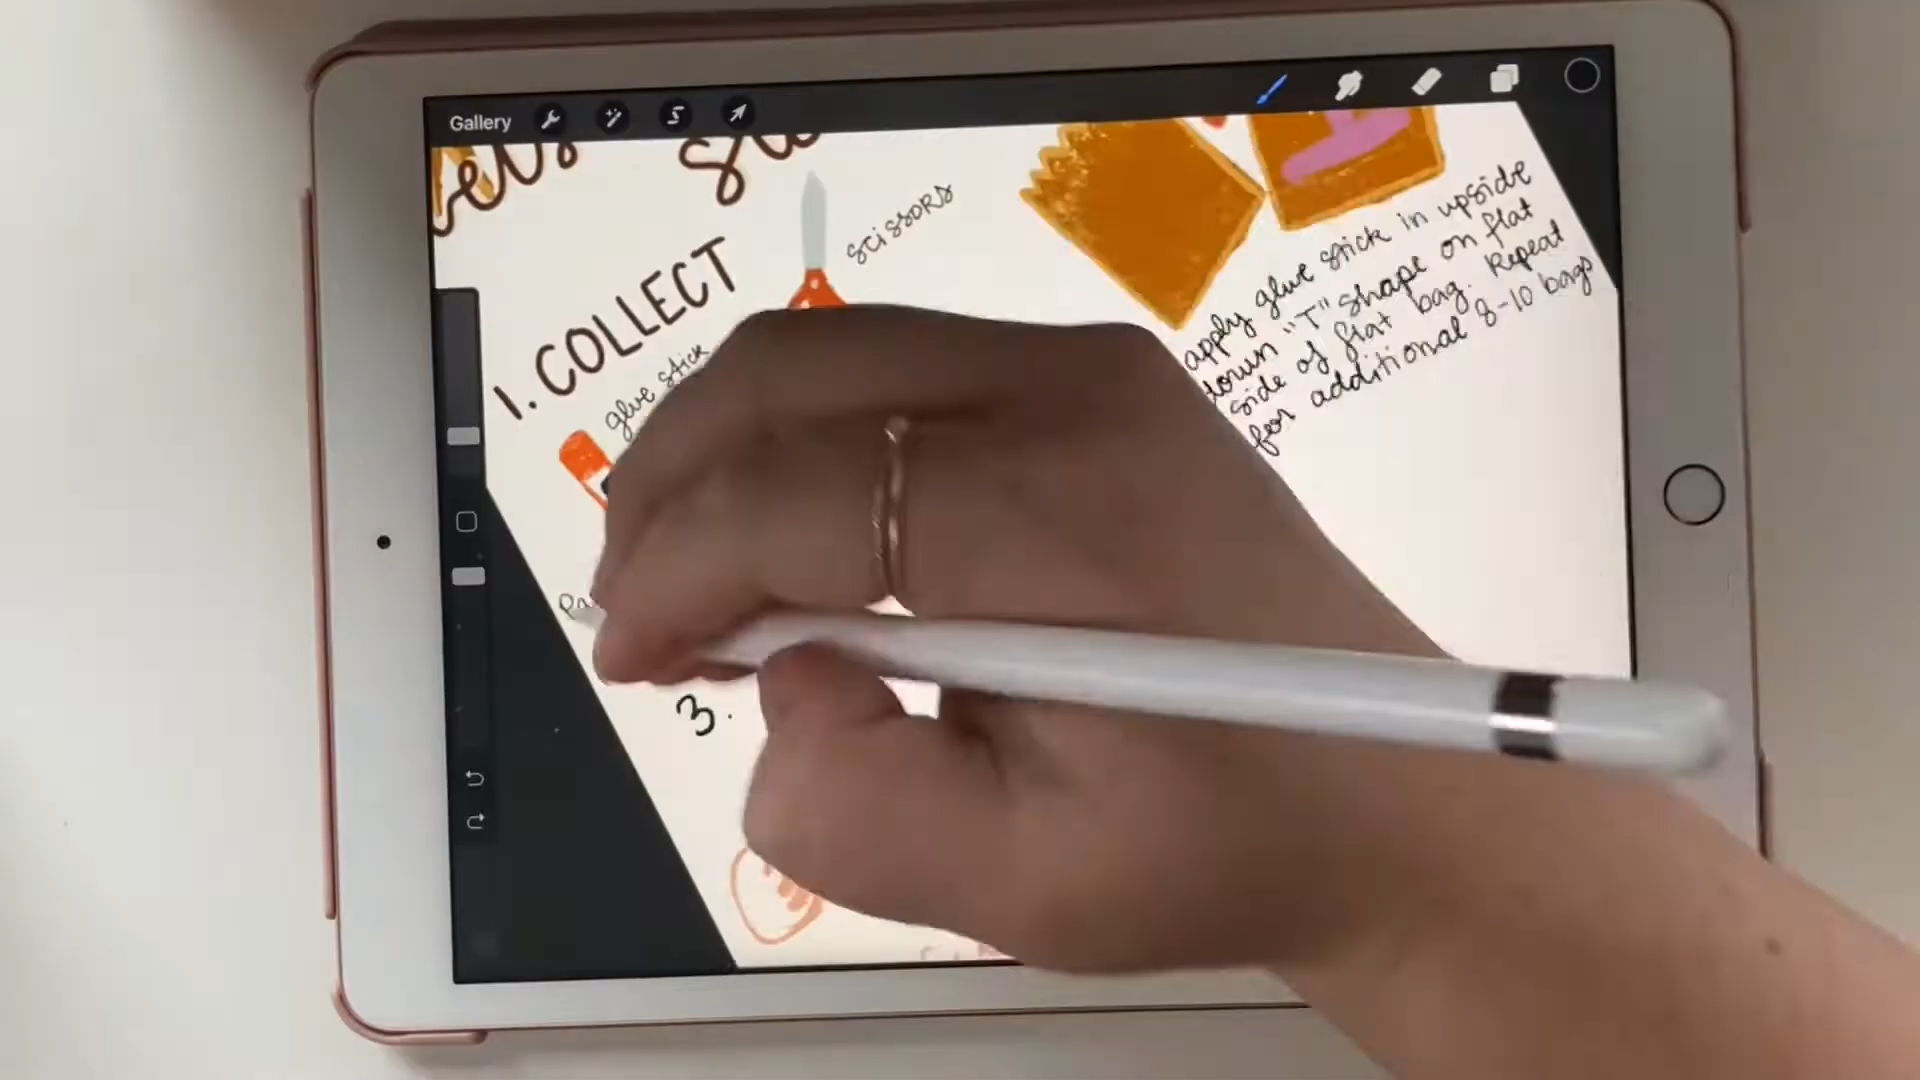 Gallery
1. COLLECT
scissors
glue stick
apply glue stick in upside
down "T" shape on flat
side of flat bag. Repeat
for additional 8-10 bags
3.